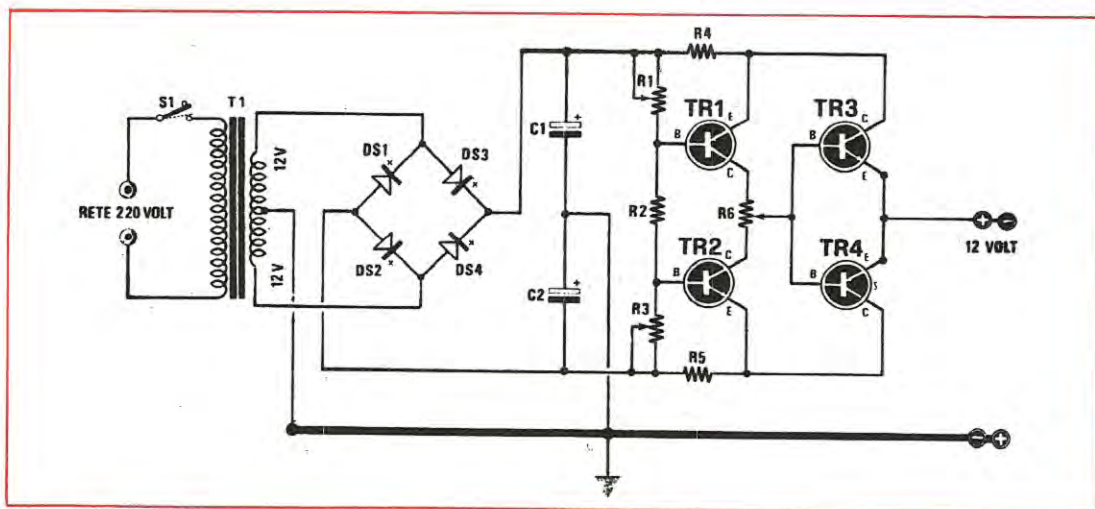 R4
S1
T1
R1
TR1
TR3
E
C
12V
DS1
DS3
C1
+
B
B
C
E
RETE 220 VOLT
R2
R6
+ -
12 VOLT
TR2
TR4
C
E
12V
DS2
DS4
C2
+
B
B
S
E
C
R3
R5
- +